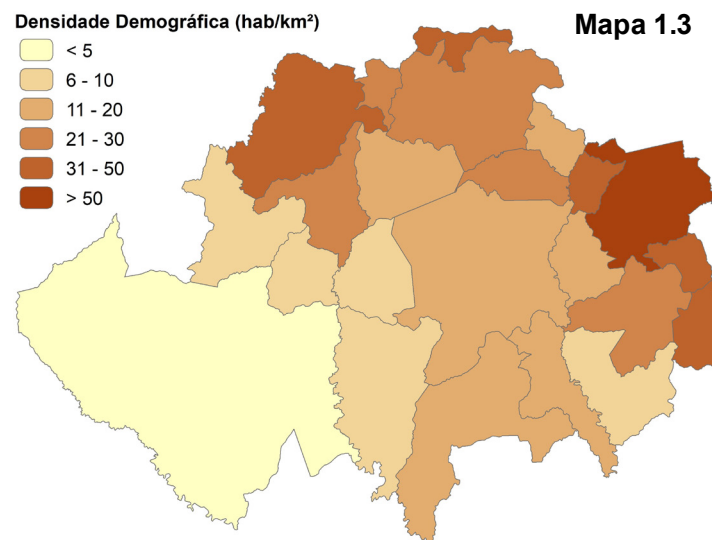 Densidade Demográfica (hab/km²)
Mapa 1.3
< 5
6 - 10
11 - 20
21 - 30
31 - 50
> 50